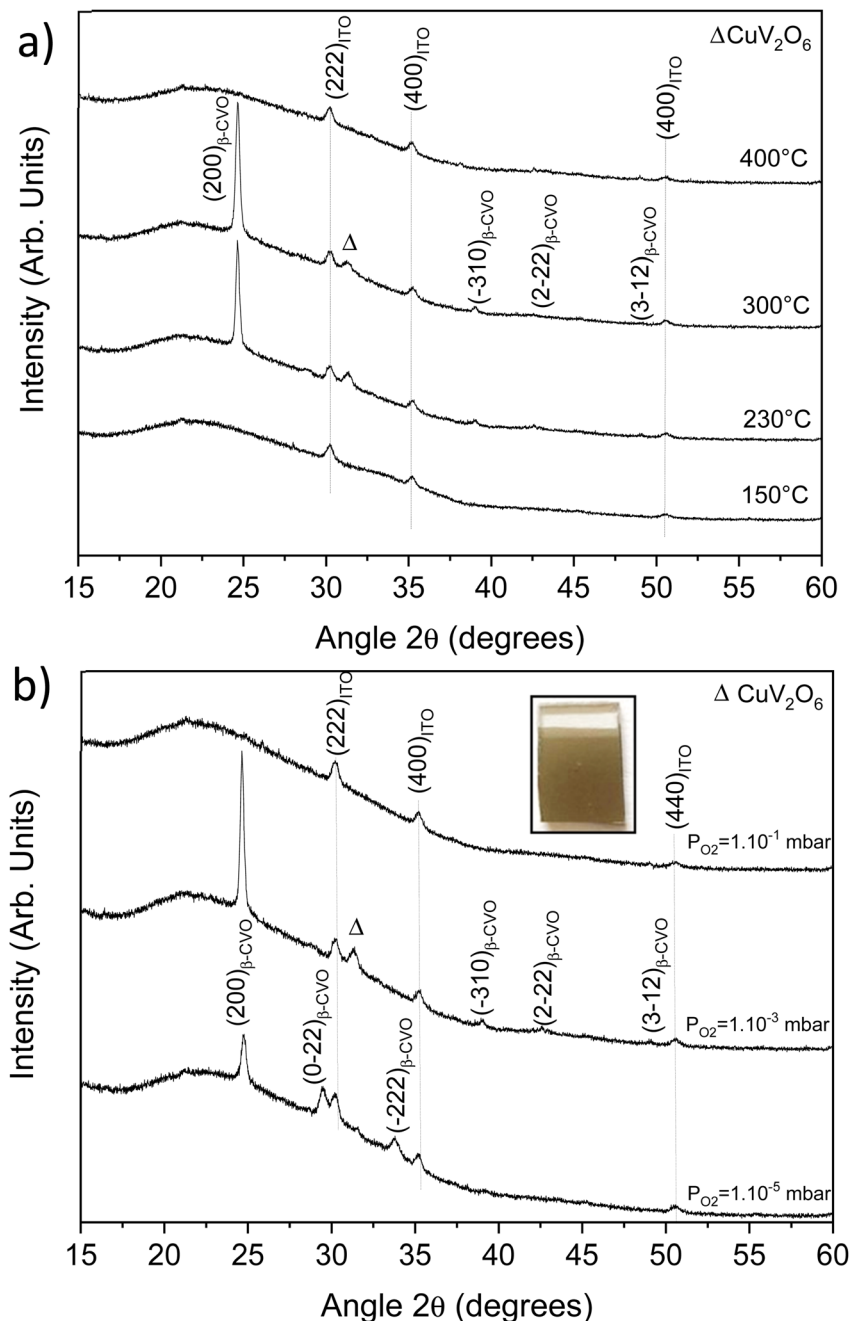 a)
ΔCuV₂O₆
(222)ITO
(400)ITO
(400)ITO
400°C
(200)β-CVO
Δ
(-310)β-CVO
(2-22)β-CVO
(3-12)β-CVO
300°C
230°C
150°C
Intensity (Arb. Units)
15 20 25 30 35 40 45 50 55 60
Angle 2θ (degrees)
b)
Δ CuV₂O₆
(222)ITO
(400)ITO
(440)ITO
P_O2=1.10⁻¹ mbar
(200)β-CVO
Δ
(-310)β-CVO
(2-22)β-CVO
(3-12)β-CVO
P_O2=1.10⁻³ mbar
(0-22)β-CVO
(-222)β-CVO
P_O2=1.10⁻⁵ mbar
Intensity (Arb. Units)
15 20 25 30 35 40 45 50 55 60
Angle 2θ (degrees)